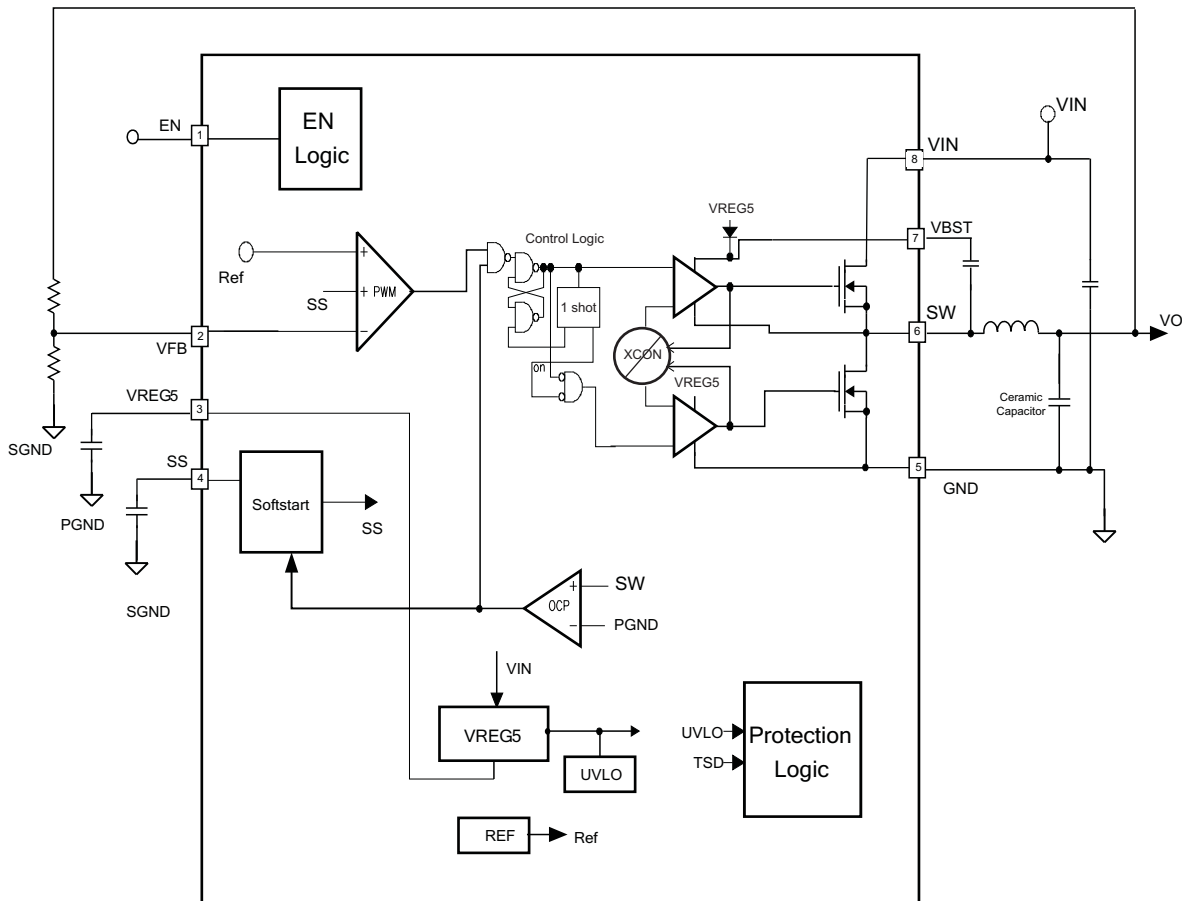 VIN
EN
1
EN
Logic
VIN
8
VREG5
VBST
7
Control Logic
Ref
+
SS
+
PWM
-
1 shot
SW
6
VO
2
VFB
XCON
on
VREG5
VREG5
3
Ceramic
Capacitor
SGND
SS
4
5
GND
Softstart
SS
PGND
SGND
+
SW
OCP
-
PGND
VIN
VREG5
UVLO
UVLO
TSD
Protection
Logic
REF
Ref